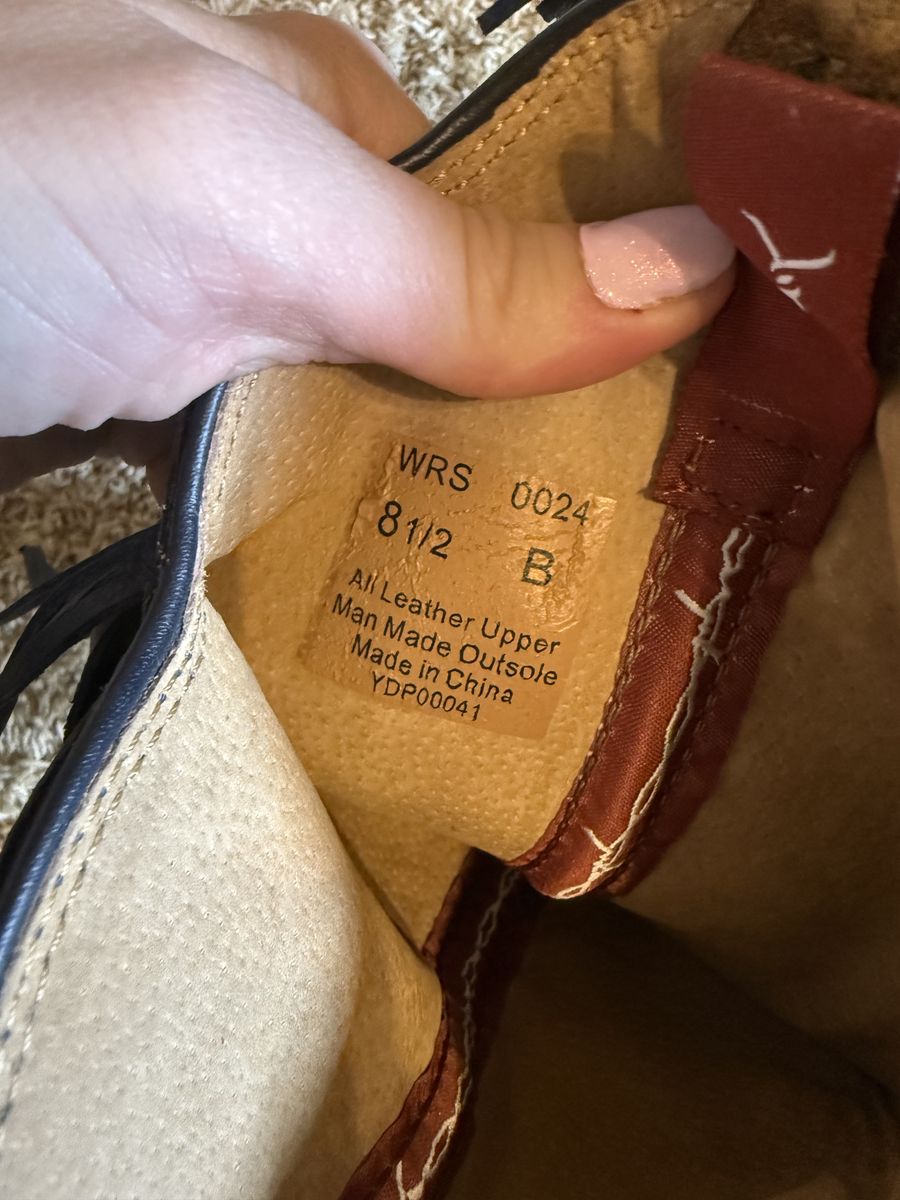 WRS 0024
8 1/2 B
All Leather Upper
Man Made Outsole
Made in China
YDP00041